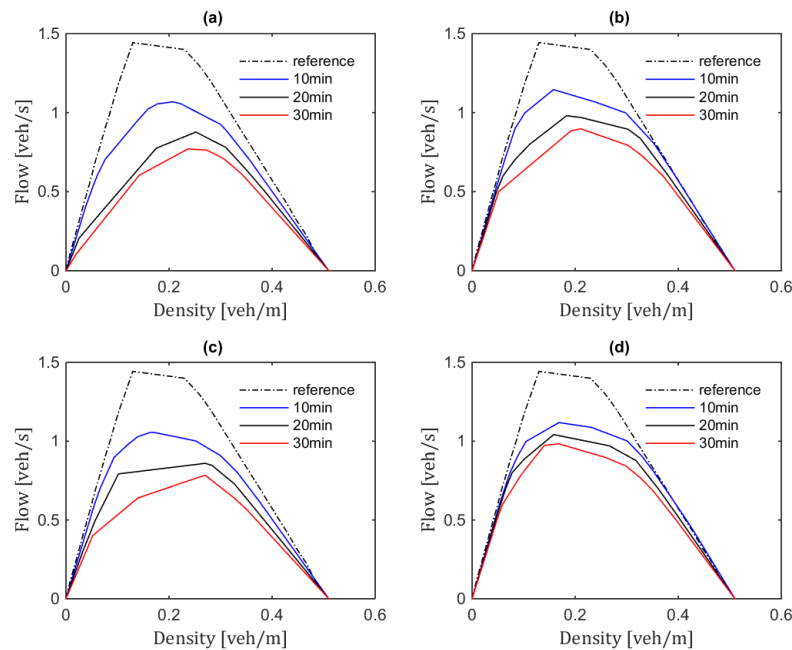 (a)
1.5
1
0.5
0
Flow [veh/s]
reference
10min
20min
30min
0 0.2 0.4 0.6
Density [veh/m]
(b)
1.5
1
0.5
0
Flow [veh/s]
reference
10min
20min
30min
0 0.2 0.4 0.6
Density [veh/m]
(c)
1.5
1
0.5
0
Flow [veh/s]
reference
10min
20min
30min
0 0.2 0.4 0.6
Density [veh/m]
(d)
1.5
1
0.5
0
Flow [veh/s]
reference
10min
20min
30min
0 0.2 0.4 0.6
Density [veh/m]